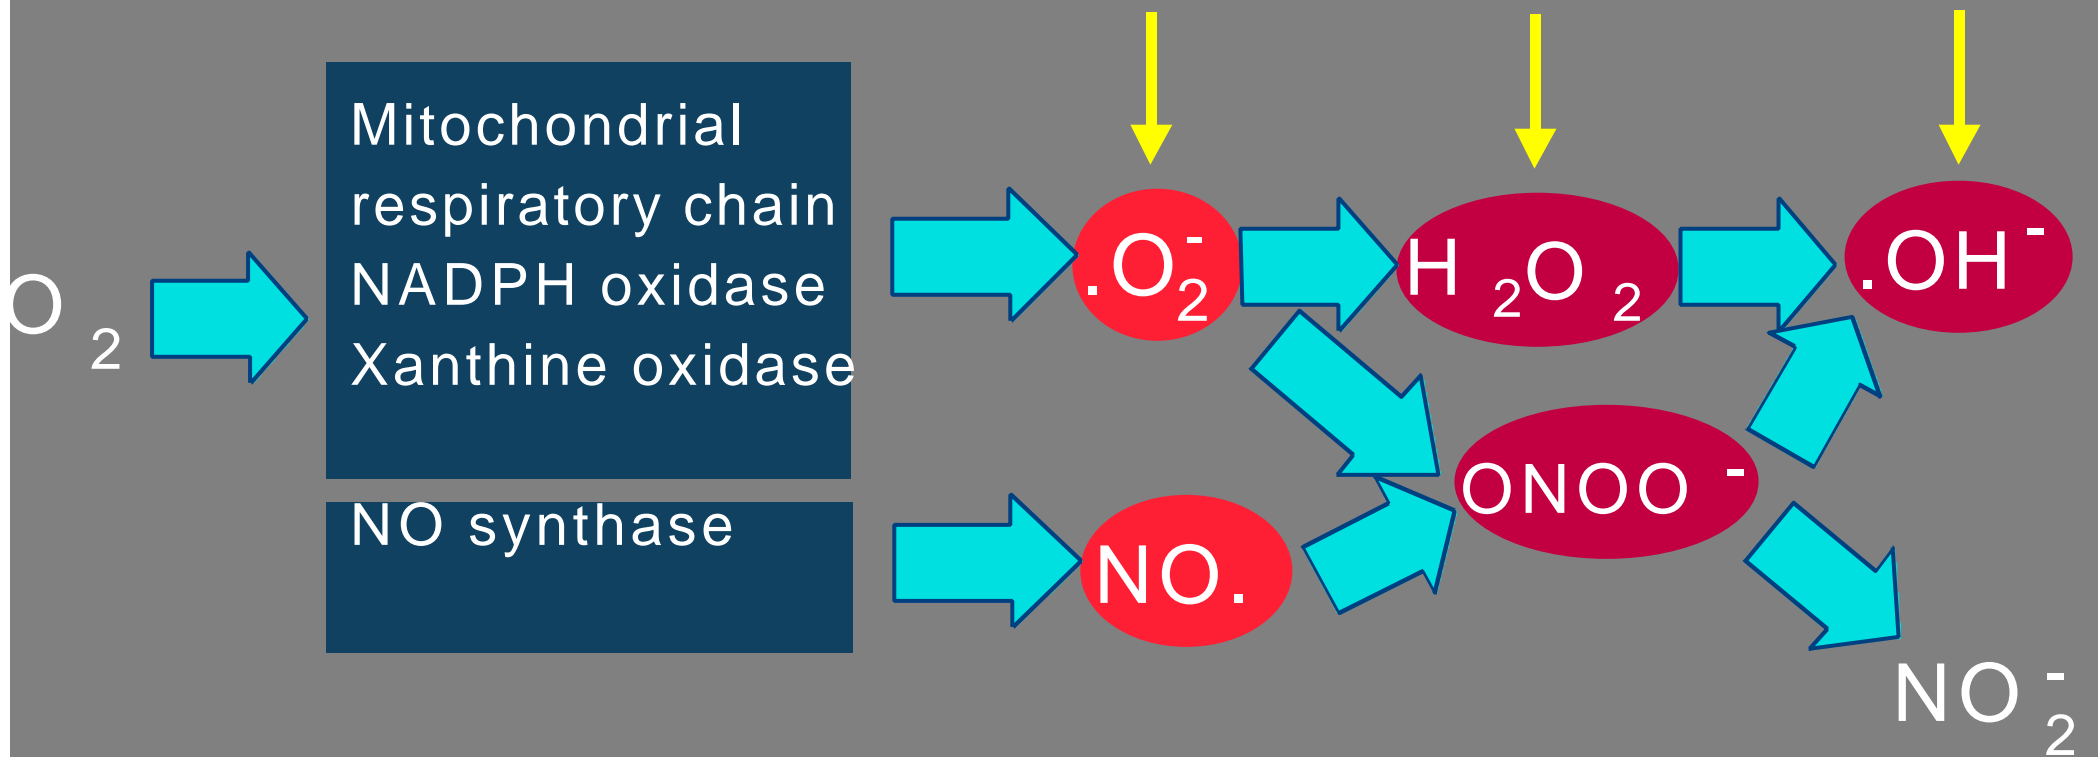 O 2
Mitochondrial
respiratory chain
NADPH oxidase
Xanthine oxidase
NO synthase
.O2-
H 2O 2
.OH -
NO.
ONOO -
NO 2-